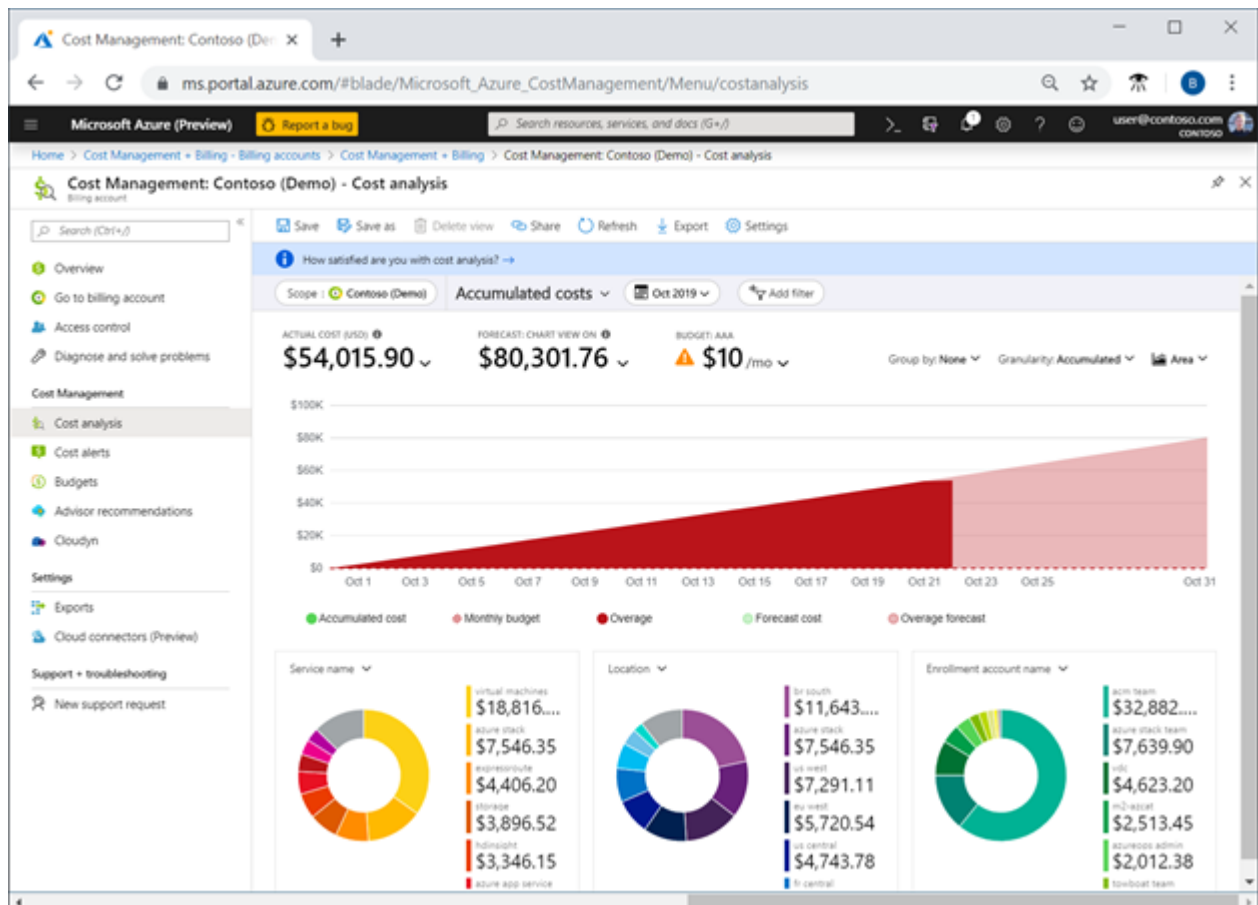 Cost Management: Contoso (Den
ms.portal.azure.com/#blade/Microsoft_Azure_CostManagement/Menu/costanalysis
B
Microsoft Azure (Preview)
Report a bug
Search resources, services, and docs (G+/)
1
?
user@contoso.com
CONTOSO
Home > Cost Management + Billing - Billing accounts > Cost Management + Billing > Cost Management: Contoso (Demo) - Cost analysis
Cost Management: Contoso (Demo) - Cost analysis
Billing account
Search (Ctrl+/)
Overview
Go to billing account
Access control
Diagnose and solve problems
Cost Management
Cost analysis
Cost alerts
Budgets
Advisor recommendations
Cloudyn
Settings
Exports
Cloud connectors (Preview)
Support + troubleshooting
New support request
Save
Save as
Delete view
Share
Refresh
Export
Settings
How satisfied are you with cost analysis? →
Scope : Contoso (Demo)
Accumulated costs
Oct 2019
Add filter
ACTUAL COST (USD)
$54,015.90
FORECAST: CHART VIEW ON
$80,301.76
BUDGET: AAA
$10 /mo
Group by: None
Granularity: Accumulated
Area
$100K
$80K
$60K
$40K
$20K
$0
Oct 1 Oct 3 Oct 5 Oct 7 Oct 9 Oct 11 Oct 13 Oct 15 Oct 17 Oct 19 Oct 21 Oct 23 Oct 25 Oct 31
Accumulated cost
Monthly budget
Overage
Forecast cost
Overage forecast
Service name
virtual machines
$18,816....
azure stack
$7,546.35
expressroute
$4,406.20
storage
$3,896.52
hdinsight
$3,346.15
azure app service
Location
br south
$11,643....
azure stack
$7,546.35
us west
$7,291.11
eu west
$5,720.54
us central
$4,743.78
fr central
Enrollment account name
acm team
$32,882....
azure stack team
$7,639.90
vdc
$4,623.20
m2-azcat
$2,513.45
azureops admin
$2,012.38
towboat team